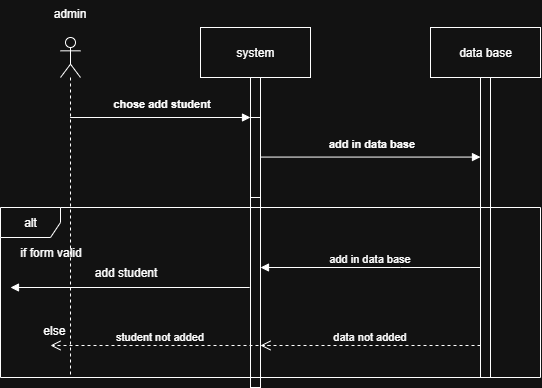 admin
system
data base
chose add student
add in data base
alt
if form valid
add in data base
add student
else
student not added
data not added